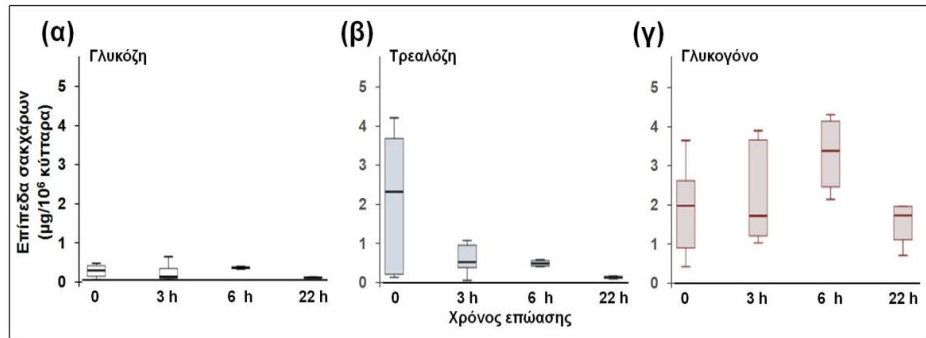 (α)
Γλυκόζη
(β)
Τρεαλόζη
(γ)
Γλυκογόνο
Επίπεδα σακχάρων
(μg/10⁶ κύτταρα)
5
4
3
2
1
0
5
4
3
2
1
0
5
4
3
2
1
0
0 3 h 6 h 22 h
0 3 h 6 h 22 h
0 3 h 6 h 22 h
Χρόνος επώασης